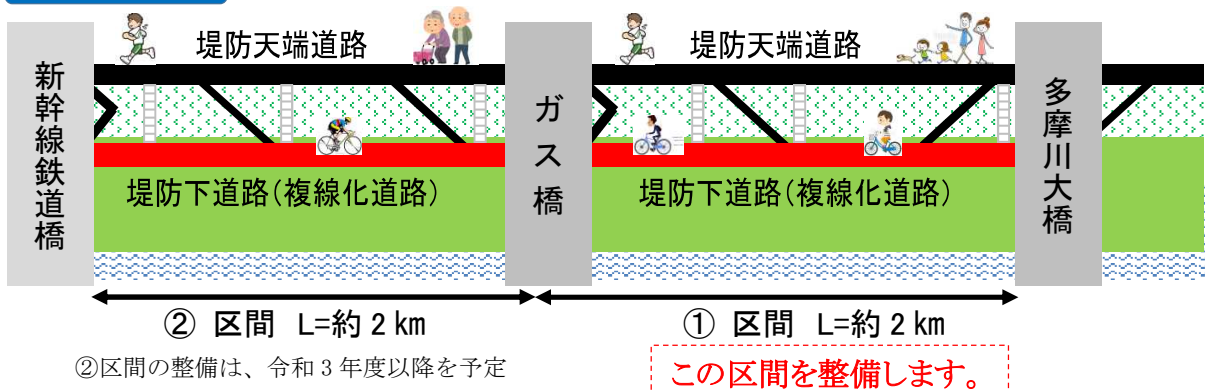 堤防天端道路
堤防天端道路
新幹線鉄道橋
ガス橋
多摩川大橋
堤防下道路(複線化道路)
堤防下道路(複線化道路)
② 区間 L=約2km
① 区間 L=約2km
②区間の整備は、令和3年度以降を予定
この区間を整備します。